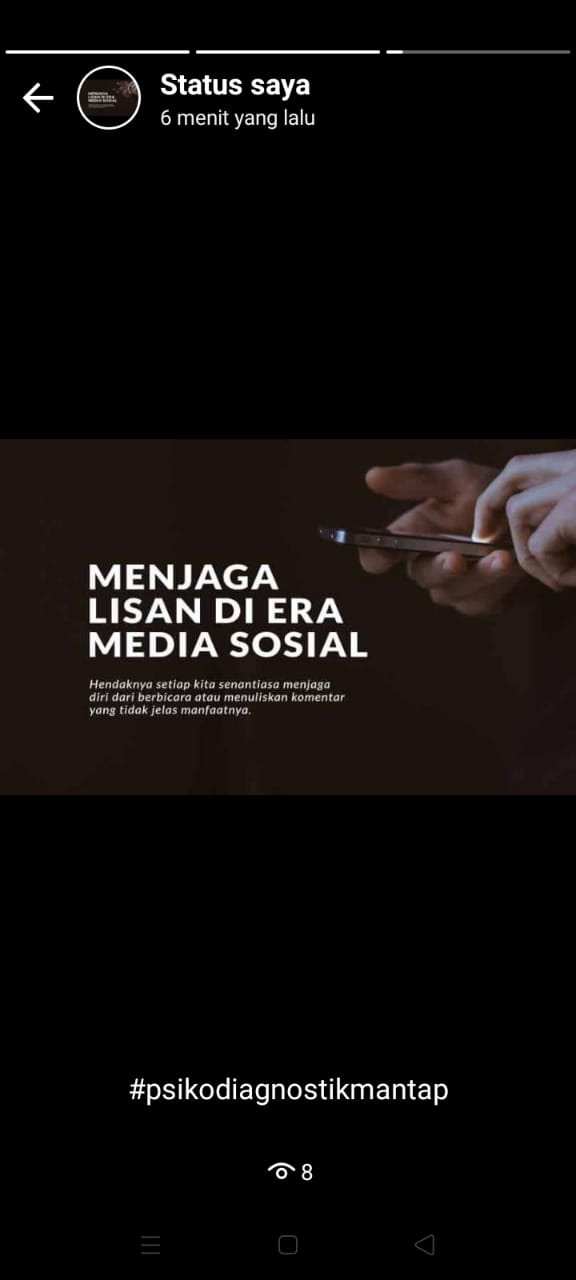 Status saya
6 menit yang lalu
MENJAGA
LISAN DI ERA
MEDIA SOSIAL
Hendaknya setiap kita senantiasa menjaga
diri dari berbicara atau menuliskan komentar
yang tidak jelas manfaatnya.
#psikodiagnostikmantap
8